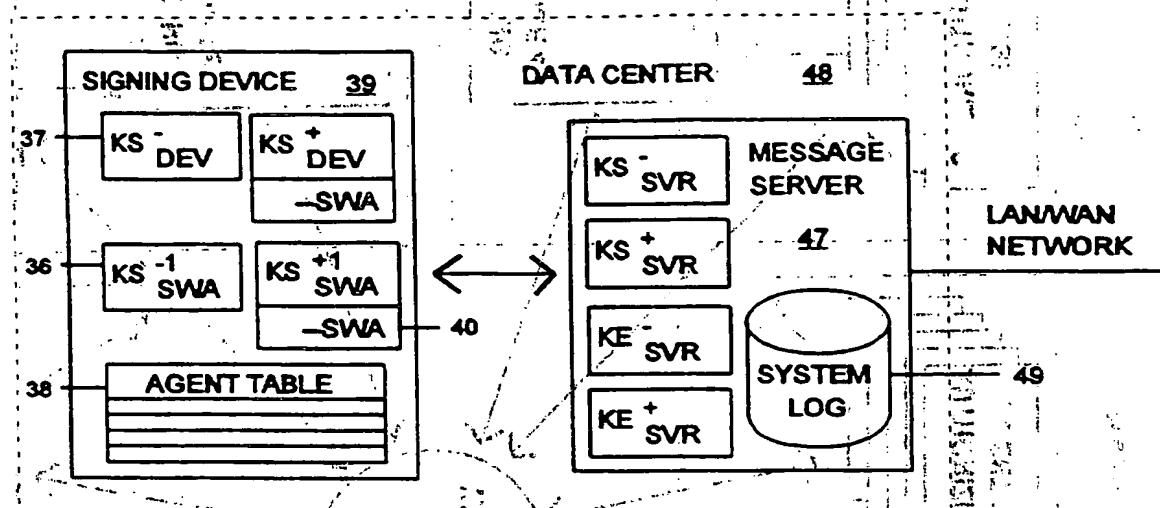 SIGNING DEVICE 39
DATA CENTER 48
37
KS - DEV
KS + DEV
–SWA
36
KS -1 SWA
KS +1 SWA
–SWA
40
38
AGENT TABLE
KS - SVR
KS + SVR
KE - SVR
KE + SVR
MESSAGE
SERVER
47
SYSTEM
LOG
49
LAN/WAN
NETWORK